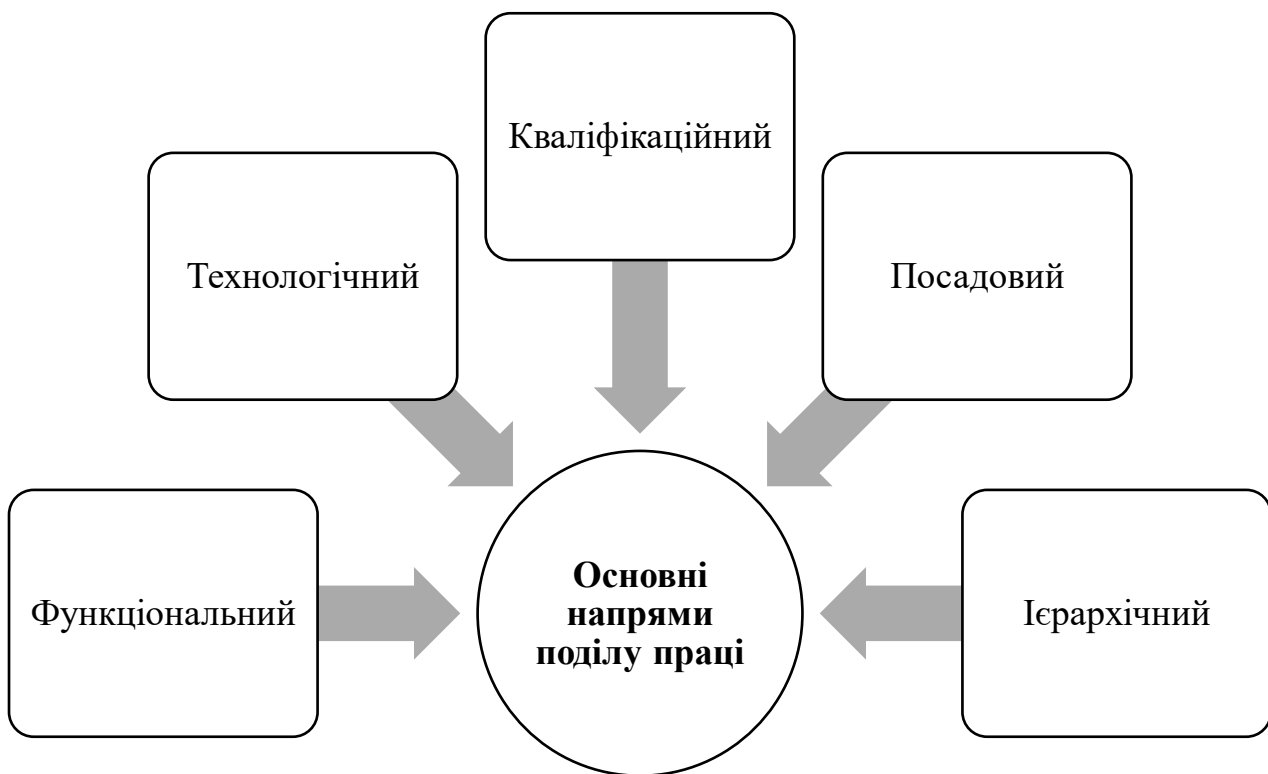 Кваліфікаційний
Технологічний
Посадовий
Функціональний
Основні
напрями
поділу праці
Ієрархічний